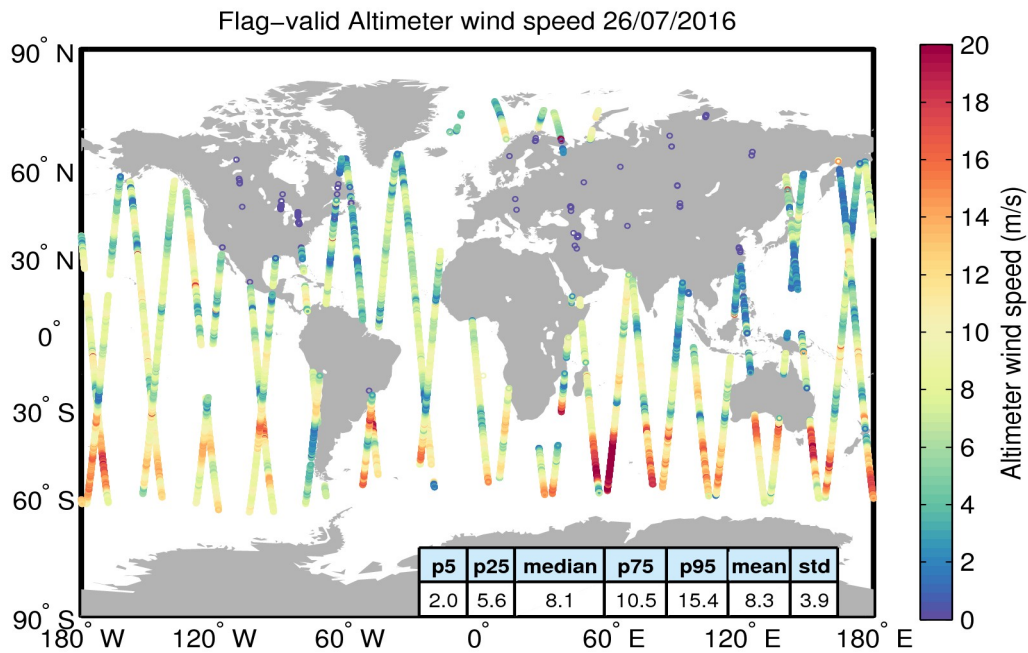 Flag−valid Altimeter wind speed 26/07/2016
90° N
60° N
30° N
0°
30° S
60° S
90° S
180° W
120° W
60° W
0°
60° E
120° E
180° E
p5 p25 median p75 p95 mean std
2.0 5.6 8.1 10.5 15.4 8.3 3.9
20
18
16
14
12
10
8
6
4
2
0
Altimeter wind speed (m/s)